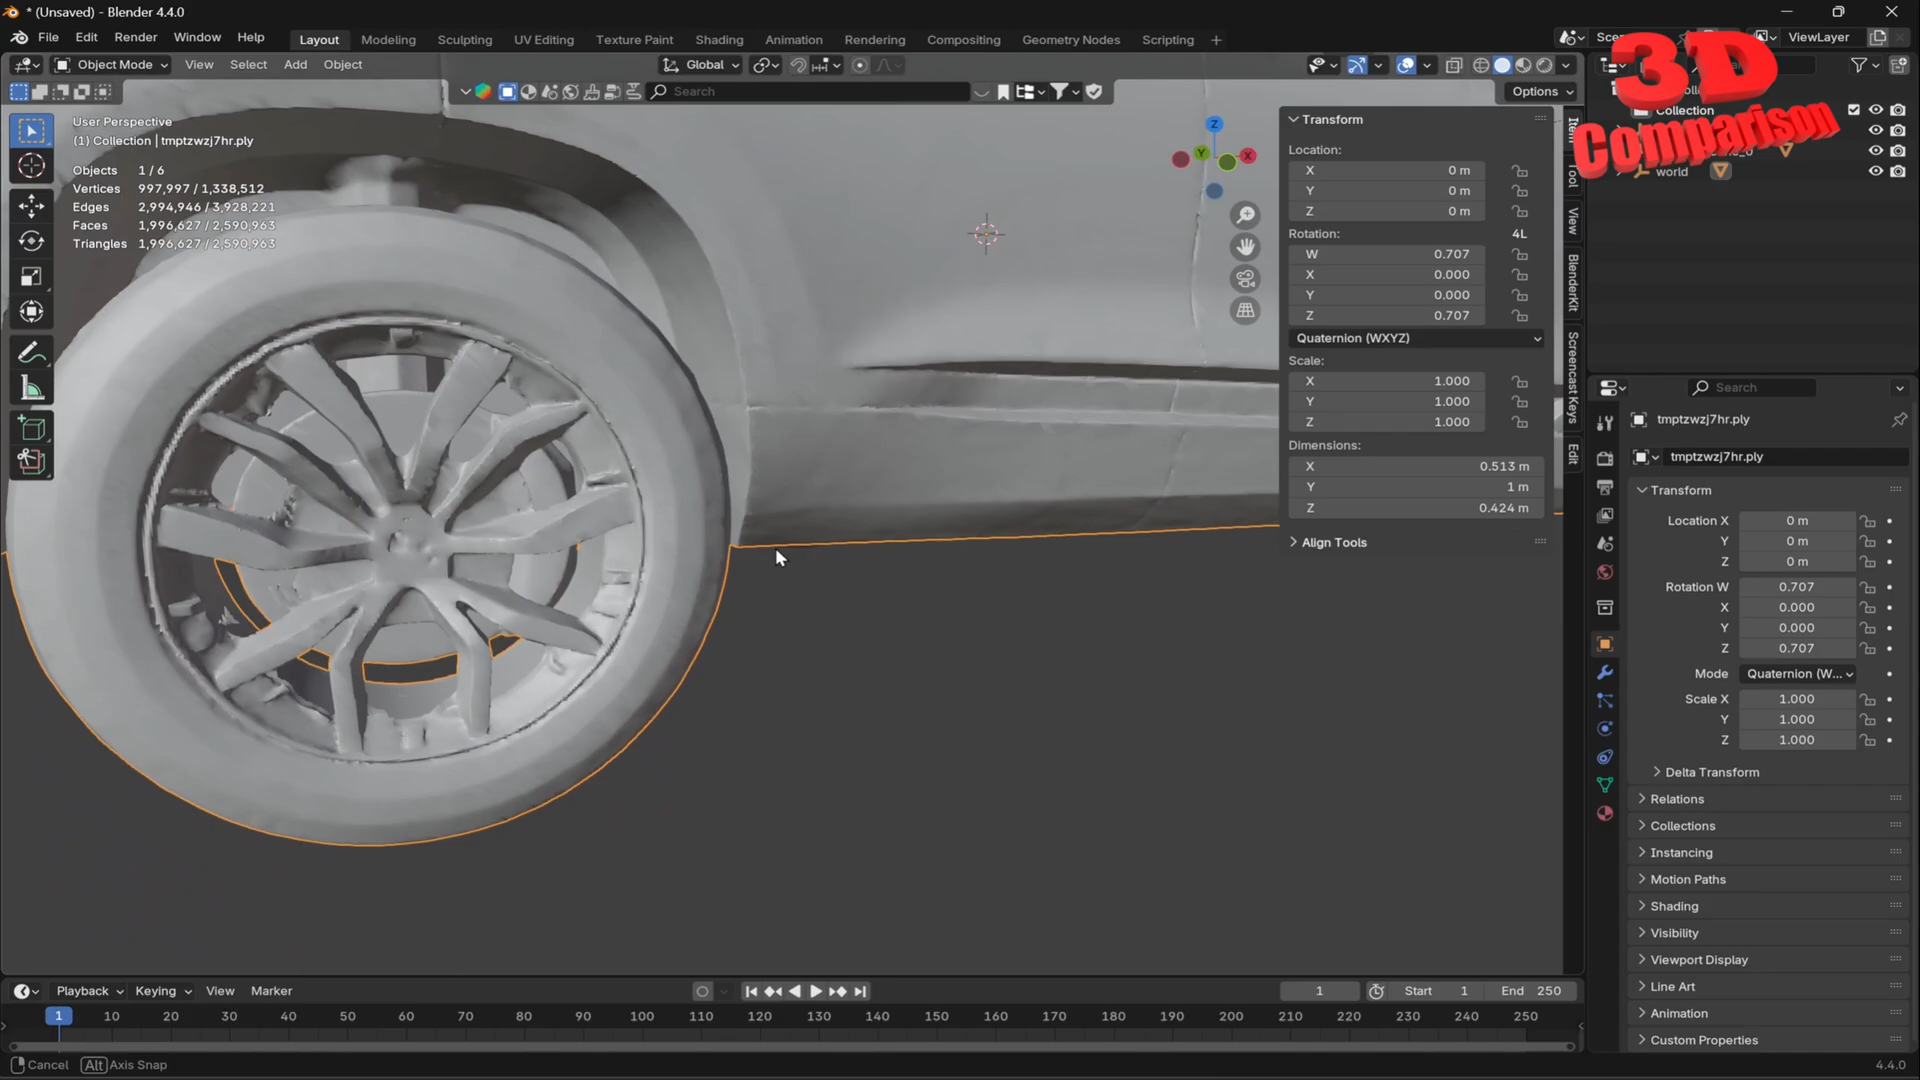 * (Unsaved) - Blender 4.4.0
File Edit Render Window Help
Layout Modeling Sculpting UV Editing Texture Paint Shading Animation Rendering Compositing Geometry Nodes Scripting +
ViewLayer
3D
Comparison
Object Mode View Select Add Object
Global
Search
Options
User Perspective
(1) Collection | tmptzwzj7hr.ply
Objects 1 / 6
Vertices 997,997 / 1,338,512
Edges 2,994,946 / 3,928,221
Faces 1,996,627 / 2,590,963
Triangles 1,996,627 / 2,590,963
Z
Y
X
Transform
Location:
X 0 m
Y 0 m
Z 0 m
Rotation: 4L
W 0.707
X 0.000
Y 0.000
Z 0.707
Quaternion (WXYZ)
Scale:
X 1.000
Y 1.000
Z 1.000
Dimensions:
X 0.513 m
Y 1 m
Z 0.424 m
Align Tools
Tool
View
BlenderKit
Screencast Keys
Edit
Collection
world
Search
tmptzwzj7hr.ply
tmptzwzj7hr.ply
Transform
Location X 0 m
Y 0 m
Z 0 m
Rotation W 0.707
X 0.000
Y 0.000
Z 0.707
Mode Quaternion (W...
Scale X 1.000
Y 1.000
Z 1.000
Delta Transform
Relations
Collections
Instancing
Motion Paths
Shading
Visibility
Viewport Display
Line Art
Animation
Custom Properties
Playback Keying View Marker
1 Start 1 End 250
1 10 20 30 40 50 60 70 80 90 100 110 120 130 140 150 160 170 180 190 200 210 220 230 240 250
Cancel Alt Axis Snap
4.4.0